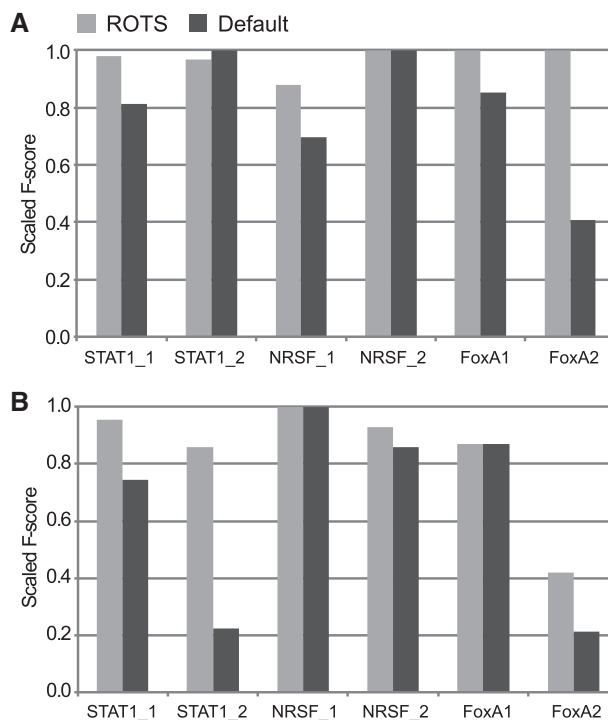 A ROTS Default
1.0
0.8
0.6
0.4
0.2
0.0
Scaled F-score
STAT1_1 STAT1_2 NRSF_1 NRSF_2 FoxA1 FoxA2
B
1.0
0.8
0.6
0.4
0.2
0.0
Scaled F-score
STAT1_1 STAT1_2 NRSF_1 NRSF_2 FoxA1 FoxA2